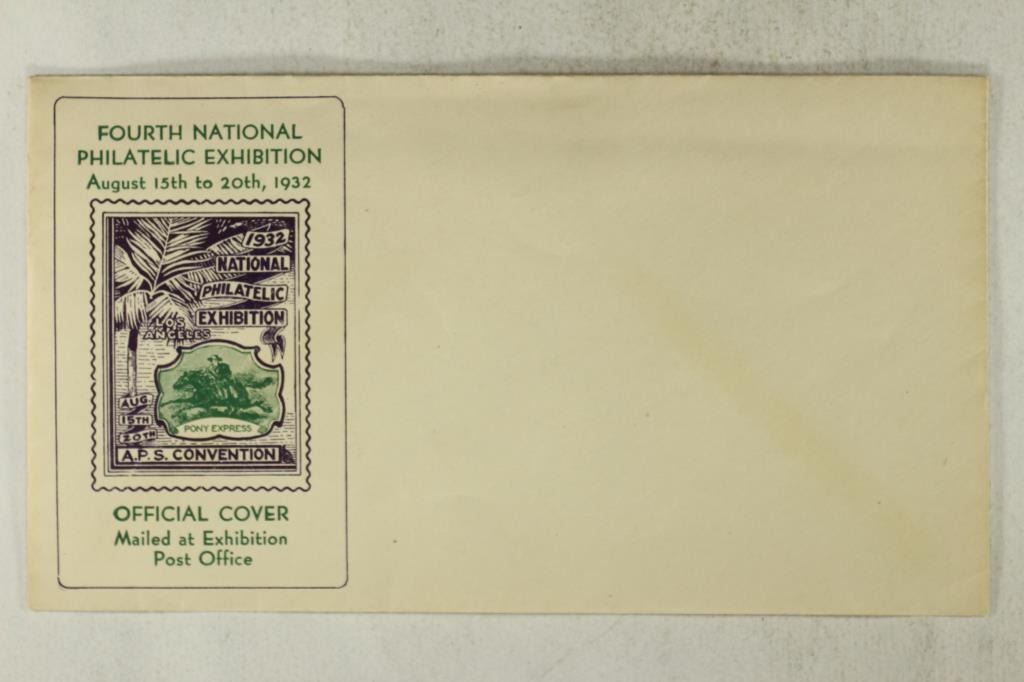 FOURTH NATIONAL
PHILATELIC EXHIBITION
August 15th to 20th, 1932
1932
NATIONAL
PHILATELIC
EXHIBITION
LOS
ANGELES
AUG
15TH
20TH
PONY EXPRESS
A.P.S. CONVENTION
OFFICIAL COVER
Mailed at Exhibition
Post Office